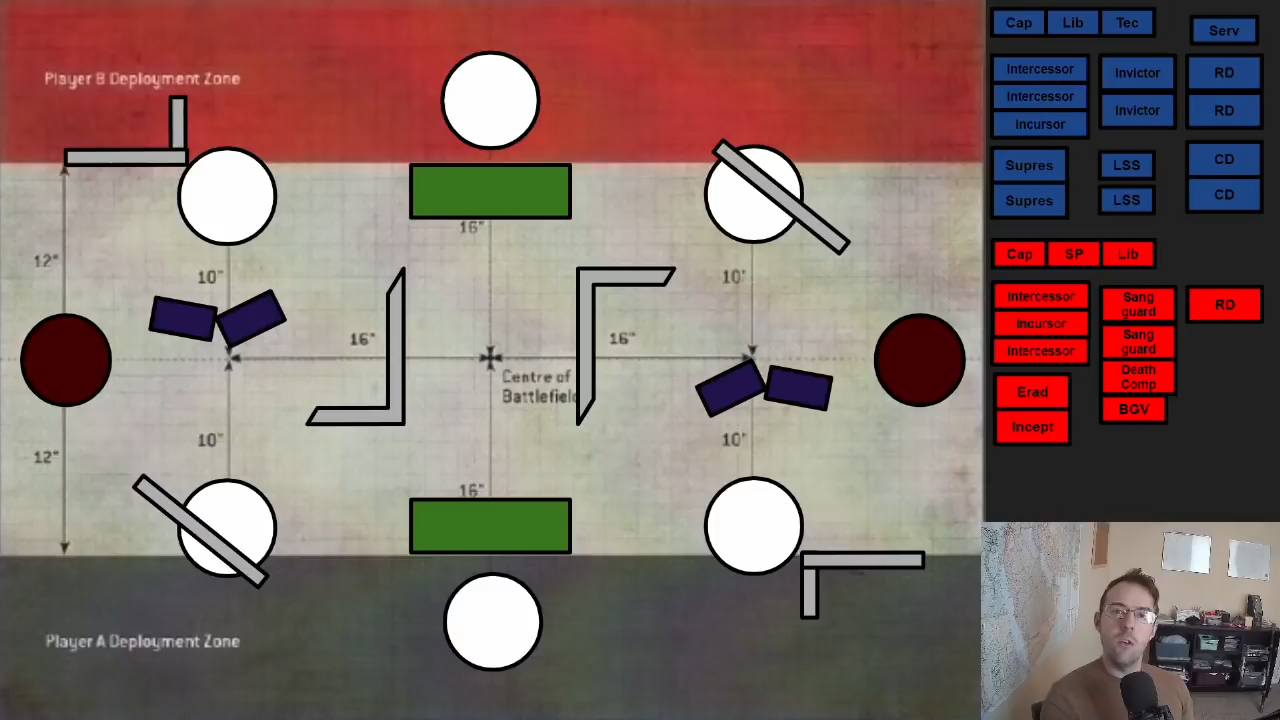 Player B Deployment Zone
12"
10"
16"
10"
16"
16"
Centre of
Battlefield
12"
10"
16"
10"
Player A Deployment Zone
Cap
Lib
Tec
Serv
Intercessor
Intercessor
Incursor
Invictor
Invictor
RD
RD
Supres
Supres
LSS
LSS
CD
CD
Cap
SP
Lib
Intercessor
Incursor
Intercessor
Sang
guard
Sang
guard
Death
Comp
BGV
RD
Erad
Incept